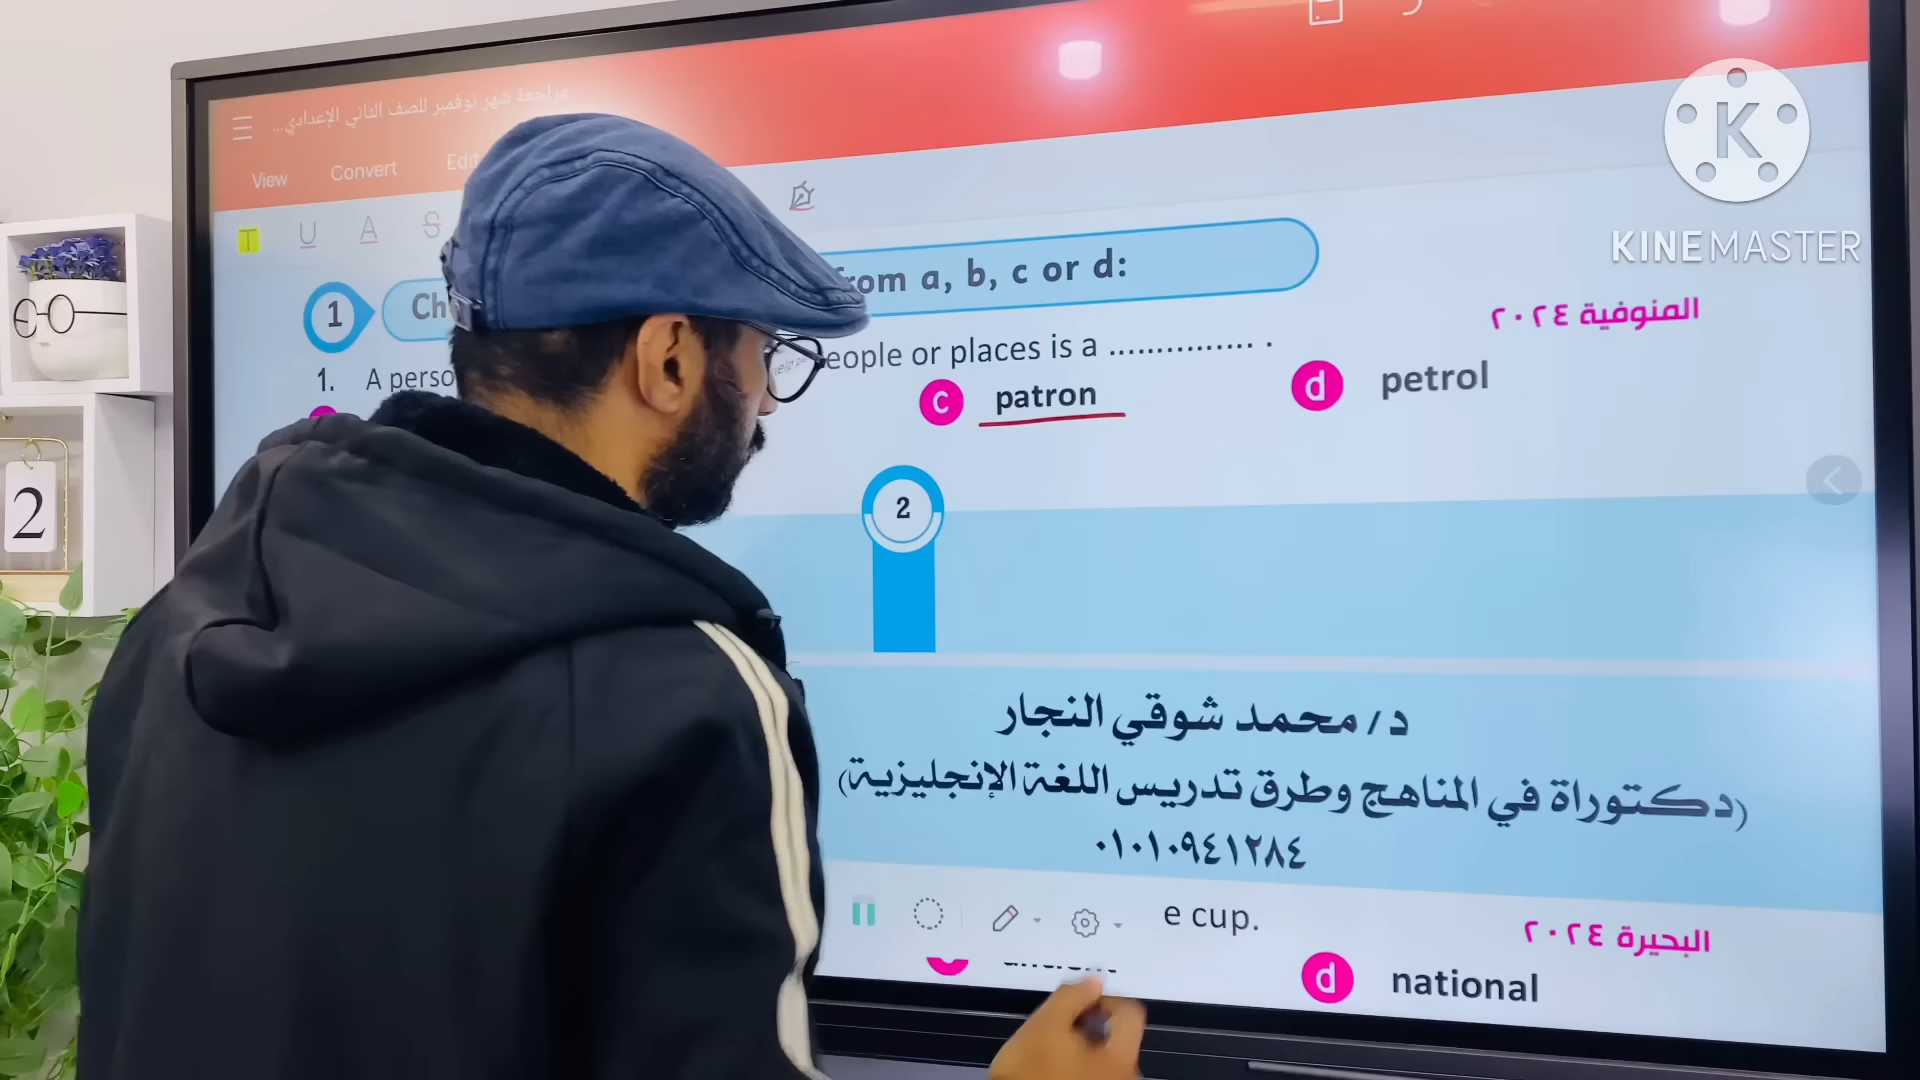 مراجعة شهر نوفمبر للصف الثاني الإعدادي...
View Convert Edit
T U A S
K
KINEMASTER
1 from a, b, c or d:
المنوفية ٢٠٢٤
1. A eople or places is a ............... .
c patron d petrol
2
2
د/ محمد شوقي النجار
(دكتوراة في المناهج وطرق تدريس اللغة الإنجليزية)
٠١٠١٠٩٤١٢٨٤
e cup.
البحيرة ٢٠٢٤
d national